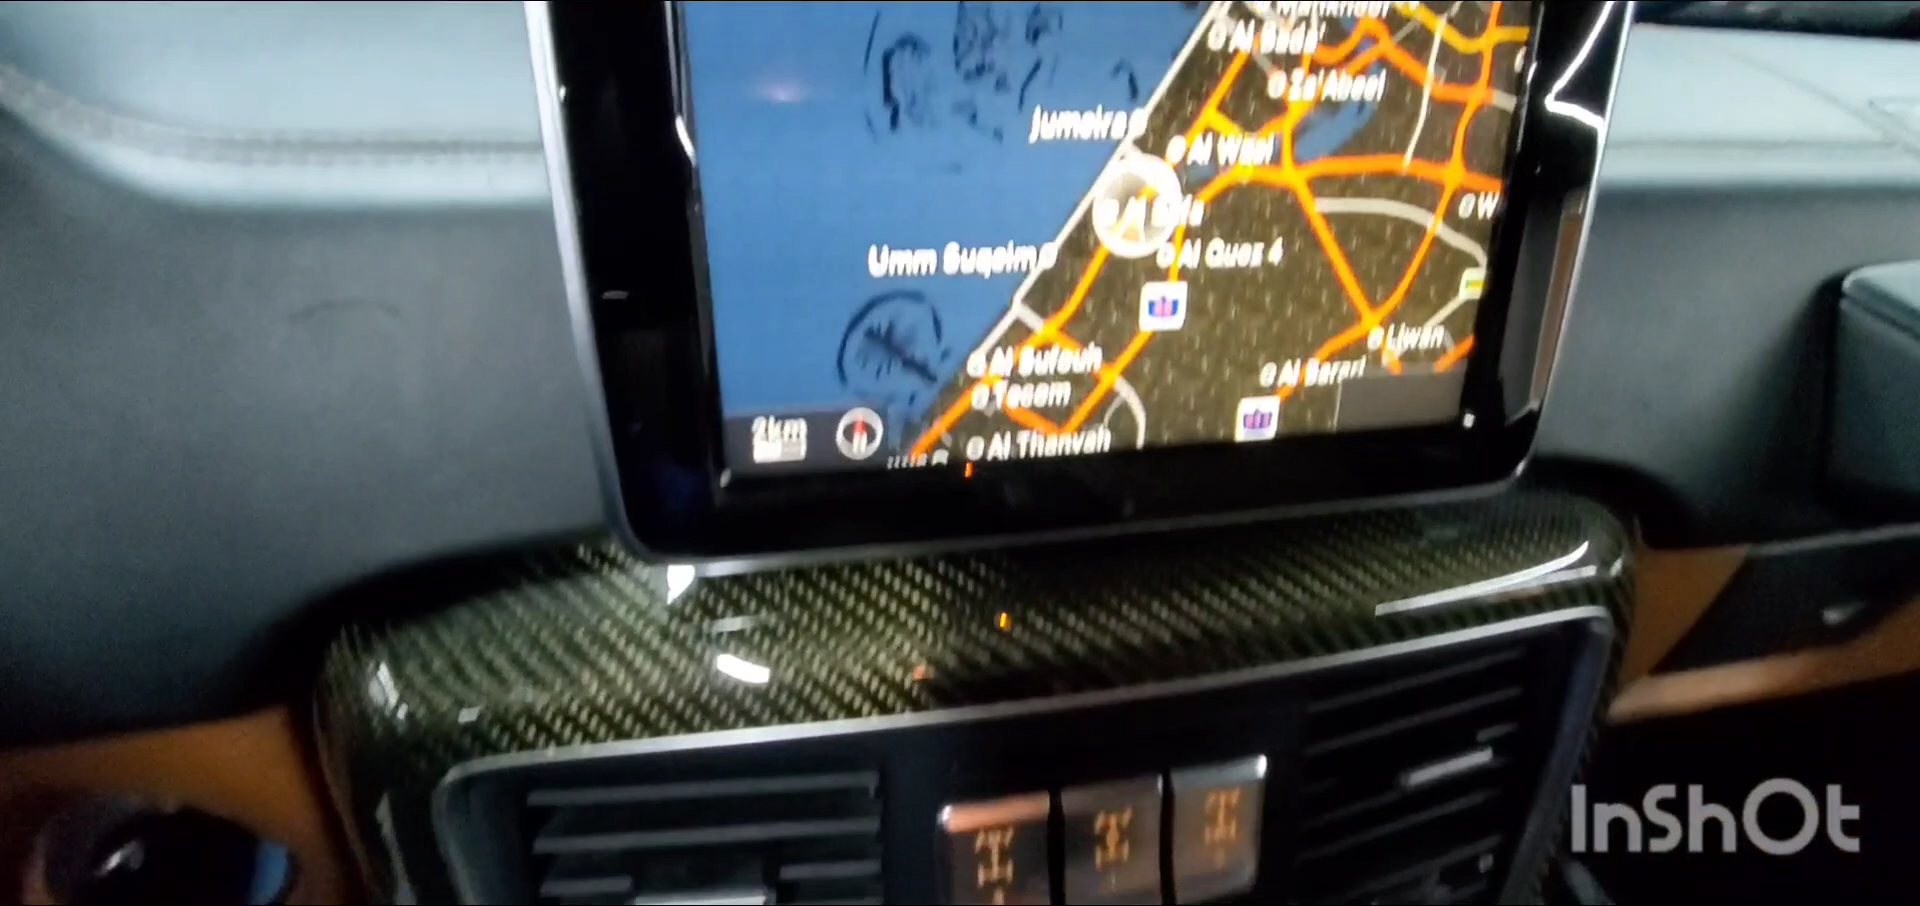 Al Bada'
Za'Abeel
Jumeira
Al Wasl
W
Umm Suqeim
Al Quoz 4
Liwan
Al Sufouh
Al Barari
Tecom
2km
Al Thanyah
InShOt